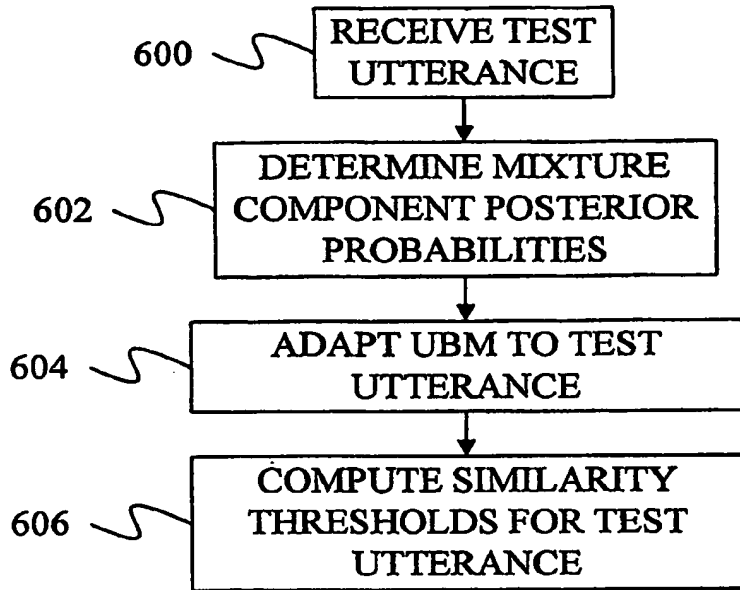 600
RECEIVE TEST
UTTERANCE
602
DETERMINE MIXTURE
COMPONENT POSTERIOR
PROBABILITIES
604
ADAPT UBM TO TEST
UTTERANCE
606
COMPUTE SIMILARITY
THRESHOLDS FOR TEST
UTTERANCE